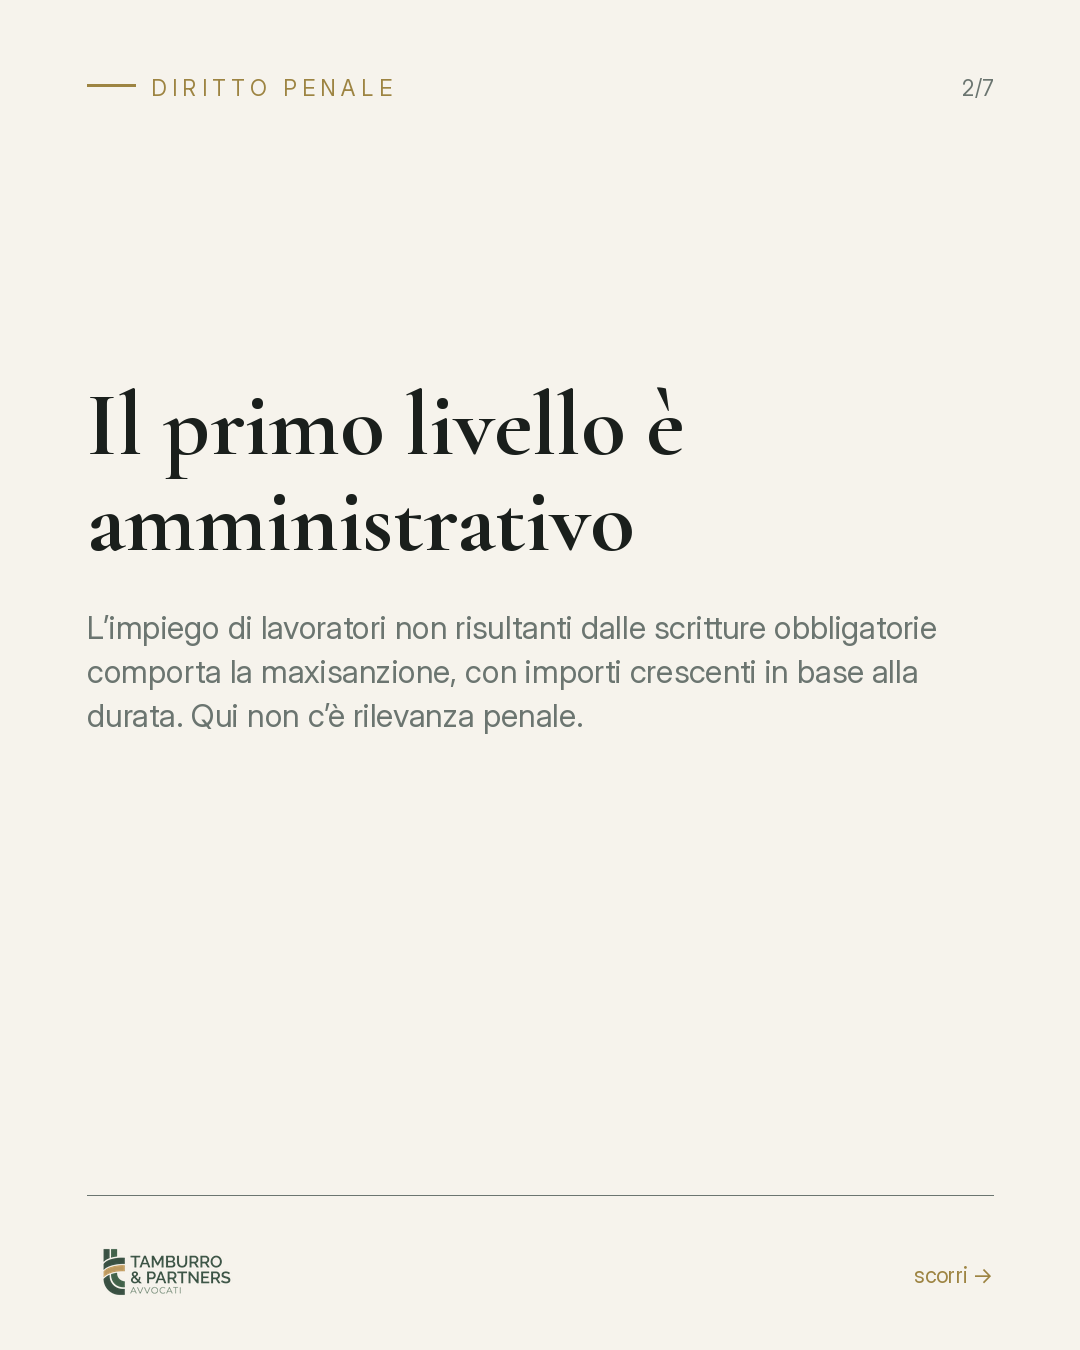 DIRITTO PENALE
2/7
Il primo livello è
amministrativo
L’impiego di lavoratori non risultanti dalle scritture obbligatorie
comporta la maxisanzione, con importi crescenti in base alla
durata. Qui non c’è rilevanza penale.
TAMBURRO
& PARTNERS
AVVOCATI
scorri →